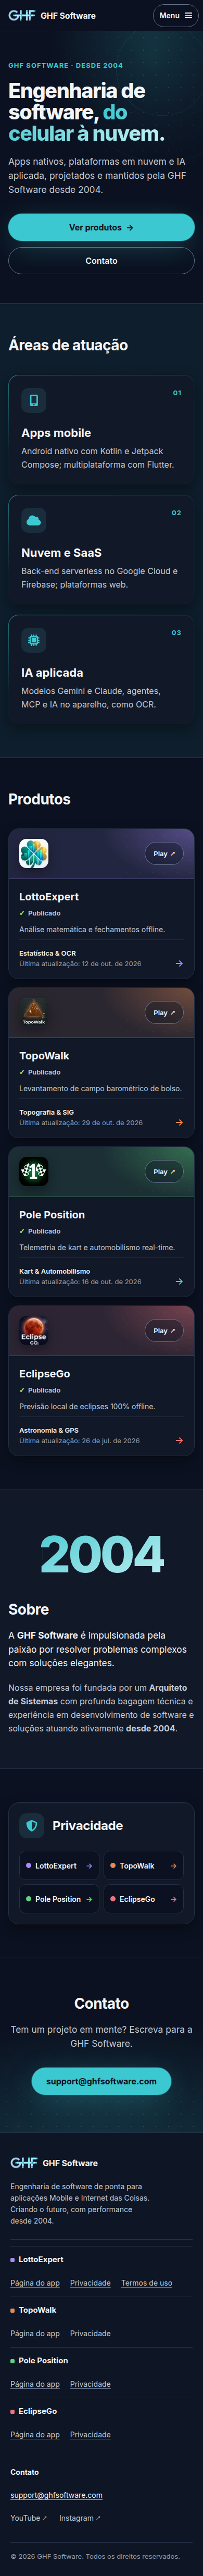 GHF GHF Software
Menu
GHF SOFTWARE · DESDE 2004
Engenharia de
software, do
celular à nuvem.
Apps nativos, plataformas em nuvem e IA
aplicada, projetados e mantidos pela GHF
Software desde 2004.
Ver produtos →
Contato
Áreas de atuação
01
Apps mobile
Android nativo com Kotlin e Jetpack
Compose; multiplataforma com Flutter.
02
Nuvem e SaaS
Back-end serverless no Google Cloud e
Firebase; plataformas web.
03
IA aplicada
Modelos Gemini e Claude, agentes,
MCP e IA no aparelho, como OCR.
Produtos
Play ↗
LottoExpert
✓ Publicado
Análise matemática e fechamentos offline.
Estatística & OCR
Última atualização: 12 de out. de 2026 →
TopoWalk
Play ↗
TopoWalk
✓ Publicado
Levantamento de campo barométrico de bolso.
Topografia & SIG
Última atualização: 29 de out. de 2026 →
1
Play ↗
Pole Position
✓ Publicado
Telemetria de kart e automobilismo real-time.
Kart & Automobilismo
Última atualização: 16 de out. de 2026 →
Eclipse
GO.
Play ↗
EclipseGo
✓ Publicado
Previsão local de eclipses 100% offline.
Astronomia & GPS
Última atualização: 26 de jul. de 2026 →
2004
Sobre
A GHF Software é impulsionada pela
paixão por resolver problemas complexos
com soluções elegantes.
Nossa empresa foi fundada por um Arquiteto
de Sistemas com profunda bagagem técnica e
experiência em desenvolvimento de software e
soluções atuando ativamente desde 2004.
Privacidade
LottoExpert →
TopoWalk →
Pole Position →
EclipseGo →
Contato
Tem um projeto em mente? Escreva para a
GHF Software.
support@ghfsoftware.com
GHF GHF Software
Engenharia de software de ponta para
aplicações Mobile e Internet das Coisas.
Criando o futuro, com performance
desde 2004.
LottoExpert
Página do app Privacidade Termos de uso
TopoWalk
Página do app Privacidade
Pole Position
Página do app Privacidade
EclipseGo
Página do app Privacidade
Contato
support@ghfsoftware.com
YouTube ↗ Instagram ↗
© 2026 GHF Software. Todos os direitos reservados.